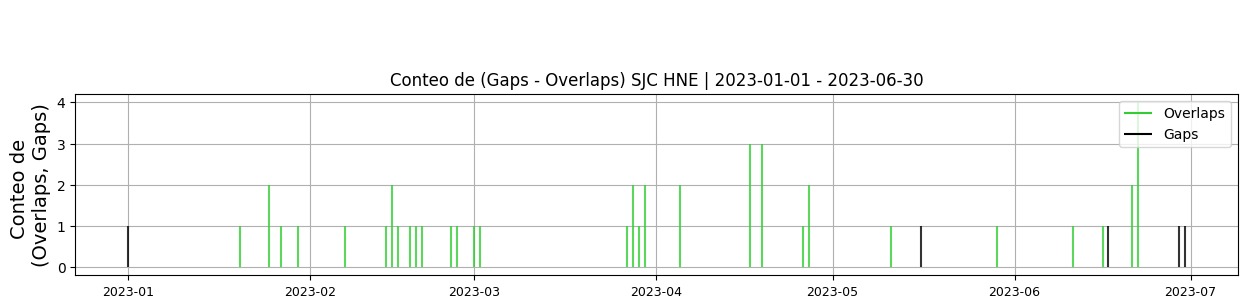 Conteo de (Gaps - Overlaps) SJC HNE | 2023-01-01 - 2023-06-30
Conteo de
(Overlaps, Gaps)
4
3
2
1
0
Overlaps
Gaps
2023-01
2023-02
2023-03
2023-04
2023-05
2023-06
2023-07